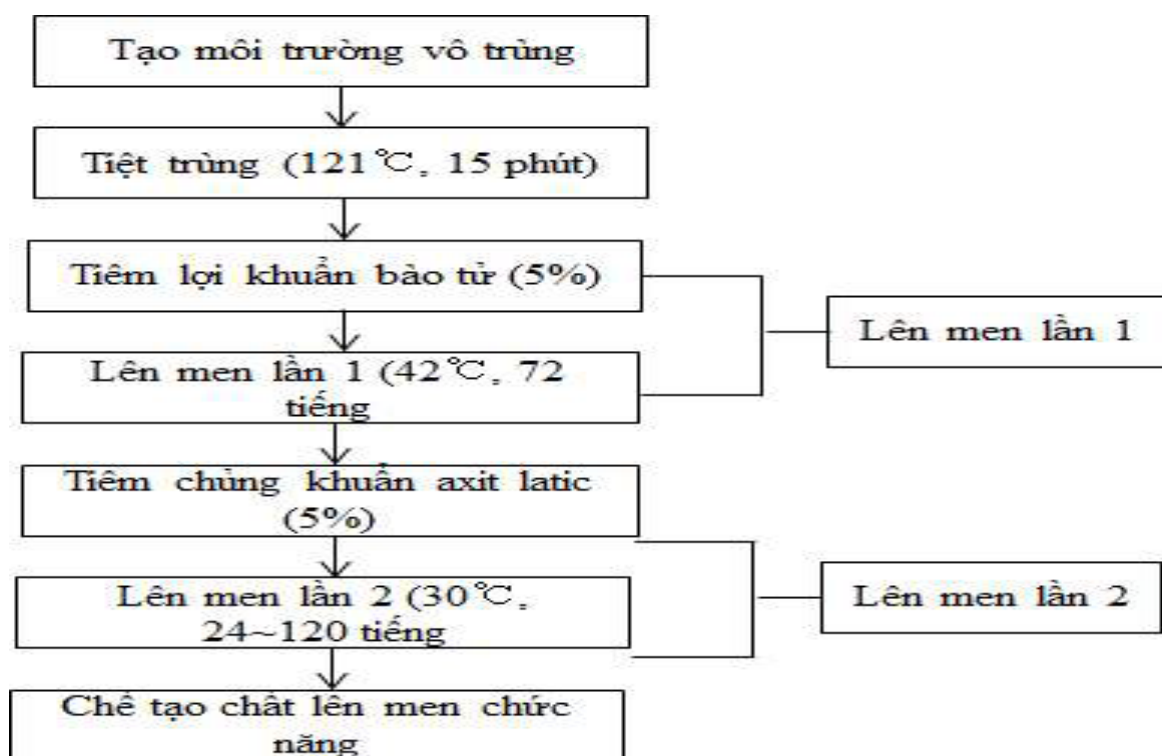 Tạo môi trường vô trùng
Tiệt trùng (121℃, 15 phút)
Tiêm lợi khuẩn bào tử (5%)
Lên men lần 1 (42℃, 72
tiếng
Tiêm chủng khuẩn axit latic
(5%)
Lên men lần 2 (30℃,
24~120 tiếng
Chế tạo chất lên men chức
năng
Lên men lần 1
Lên men lần 2